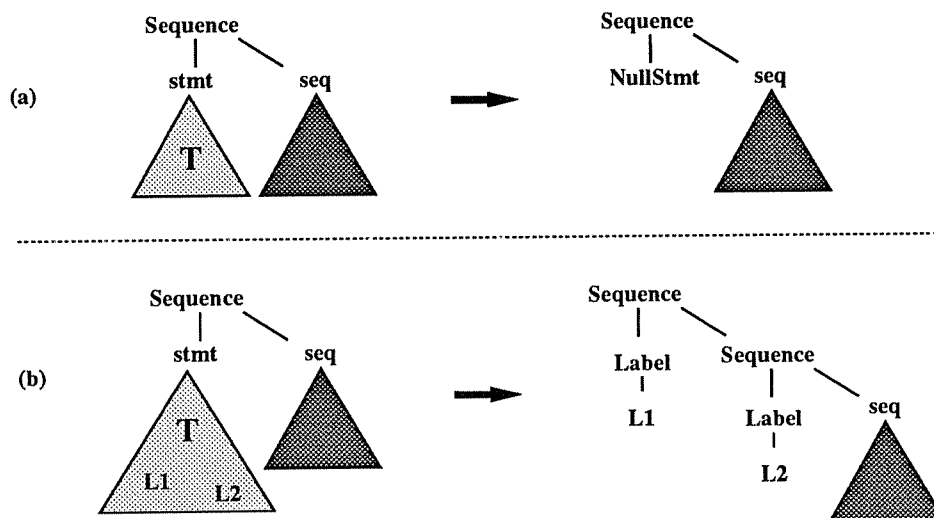 Sequence
stmt
seq
(a)
T
Sequence
NullStmt
seq
Sequence
stmt
seq
(b)
T
L1
L2
Sequence
Label
L1
Sequence
Label
L2
seq